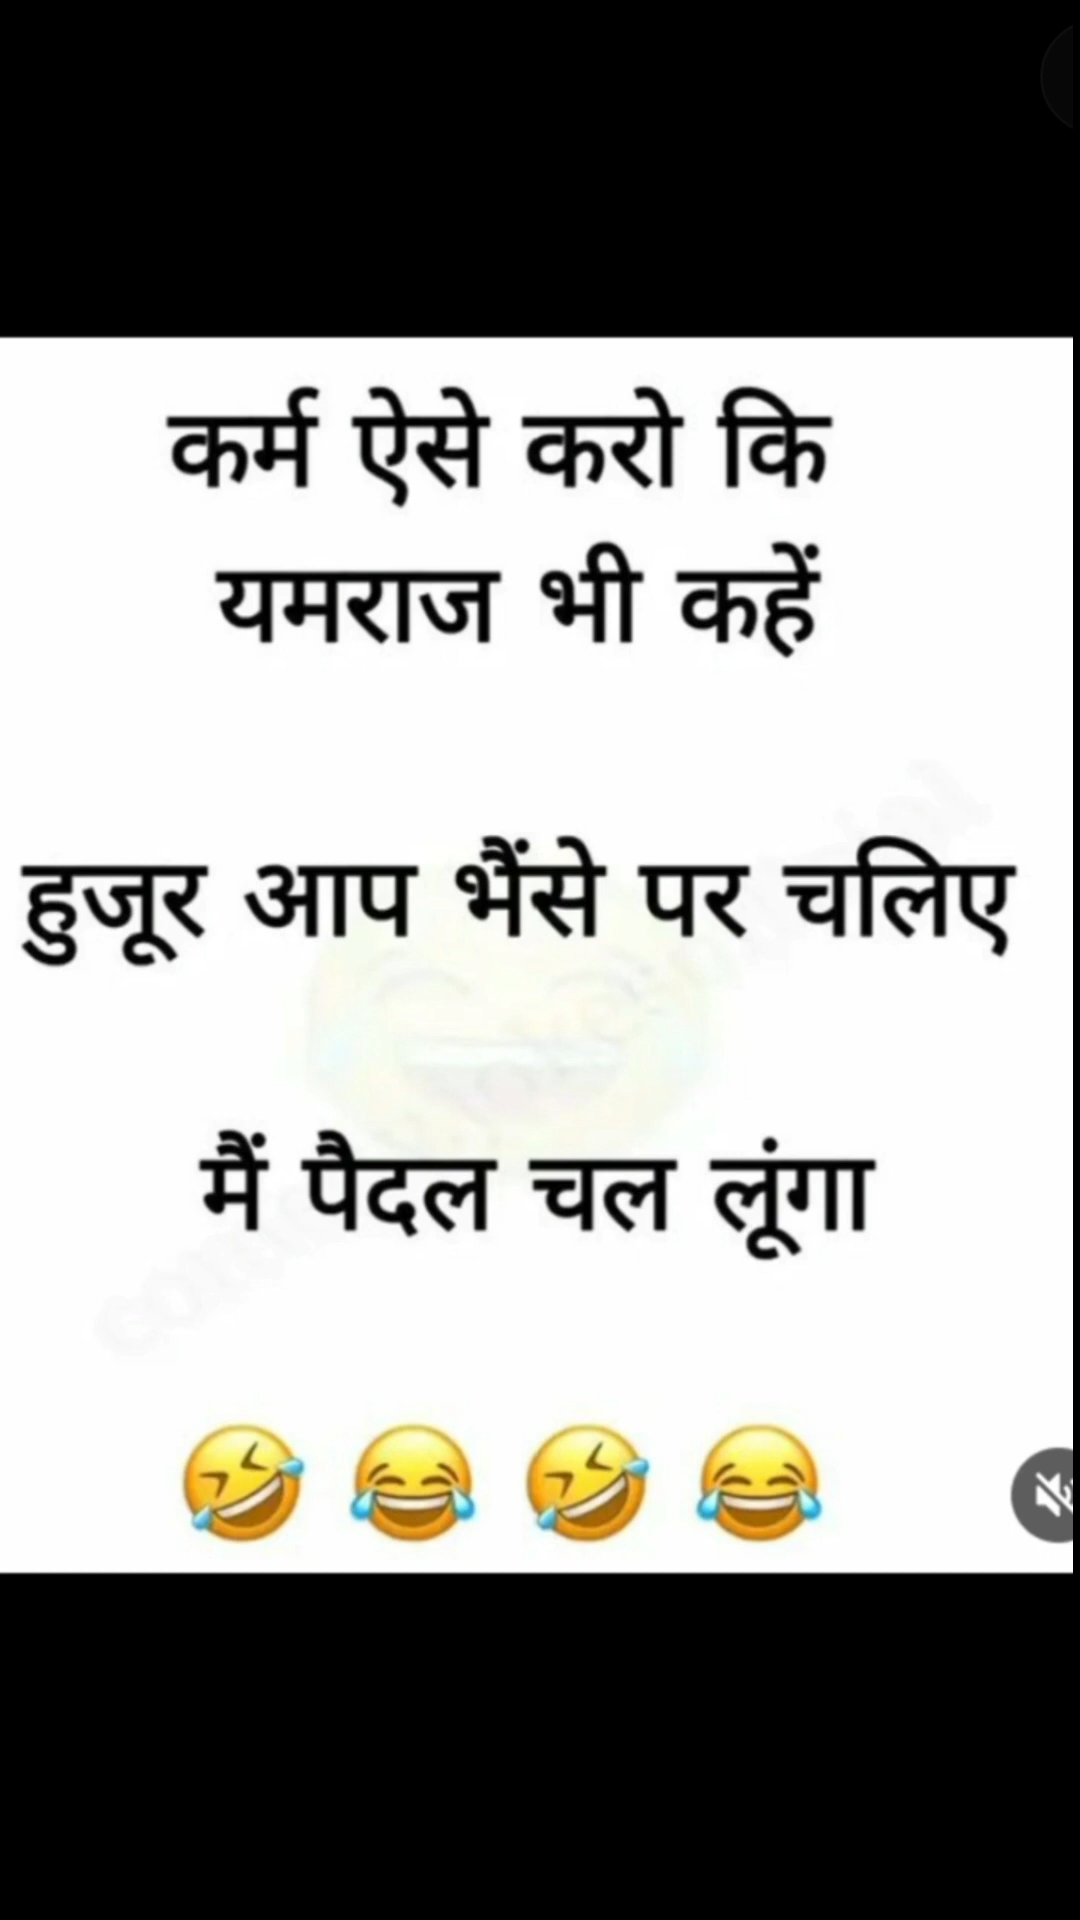 कर्म ऐसे करो कि
यमराज भी कहें
हुजूर आप भैंसे पर चलिए
मैं पैदल चल लूंगा
🤣 😂 🤣 😂